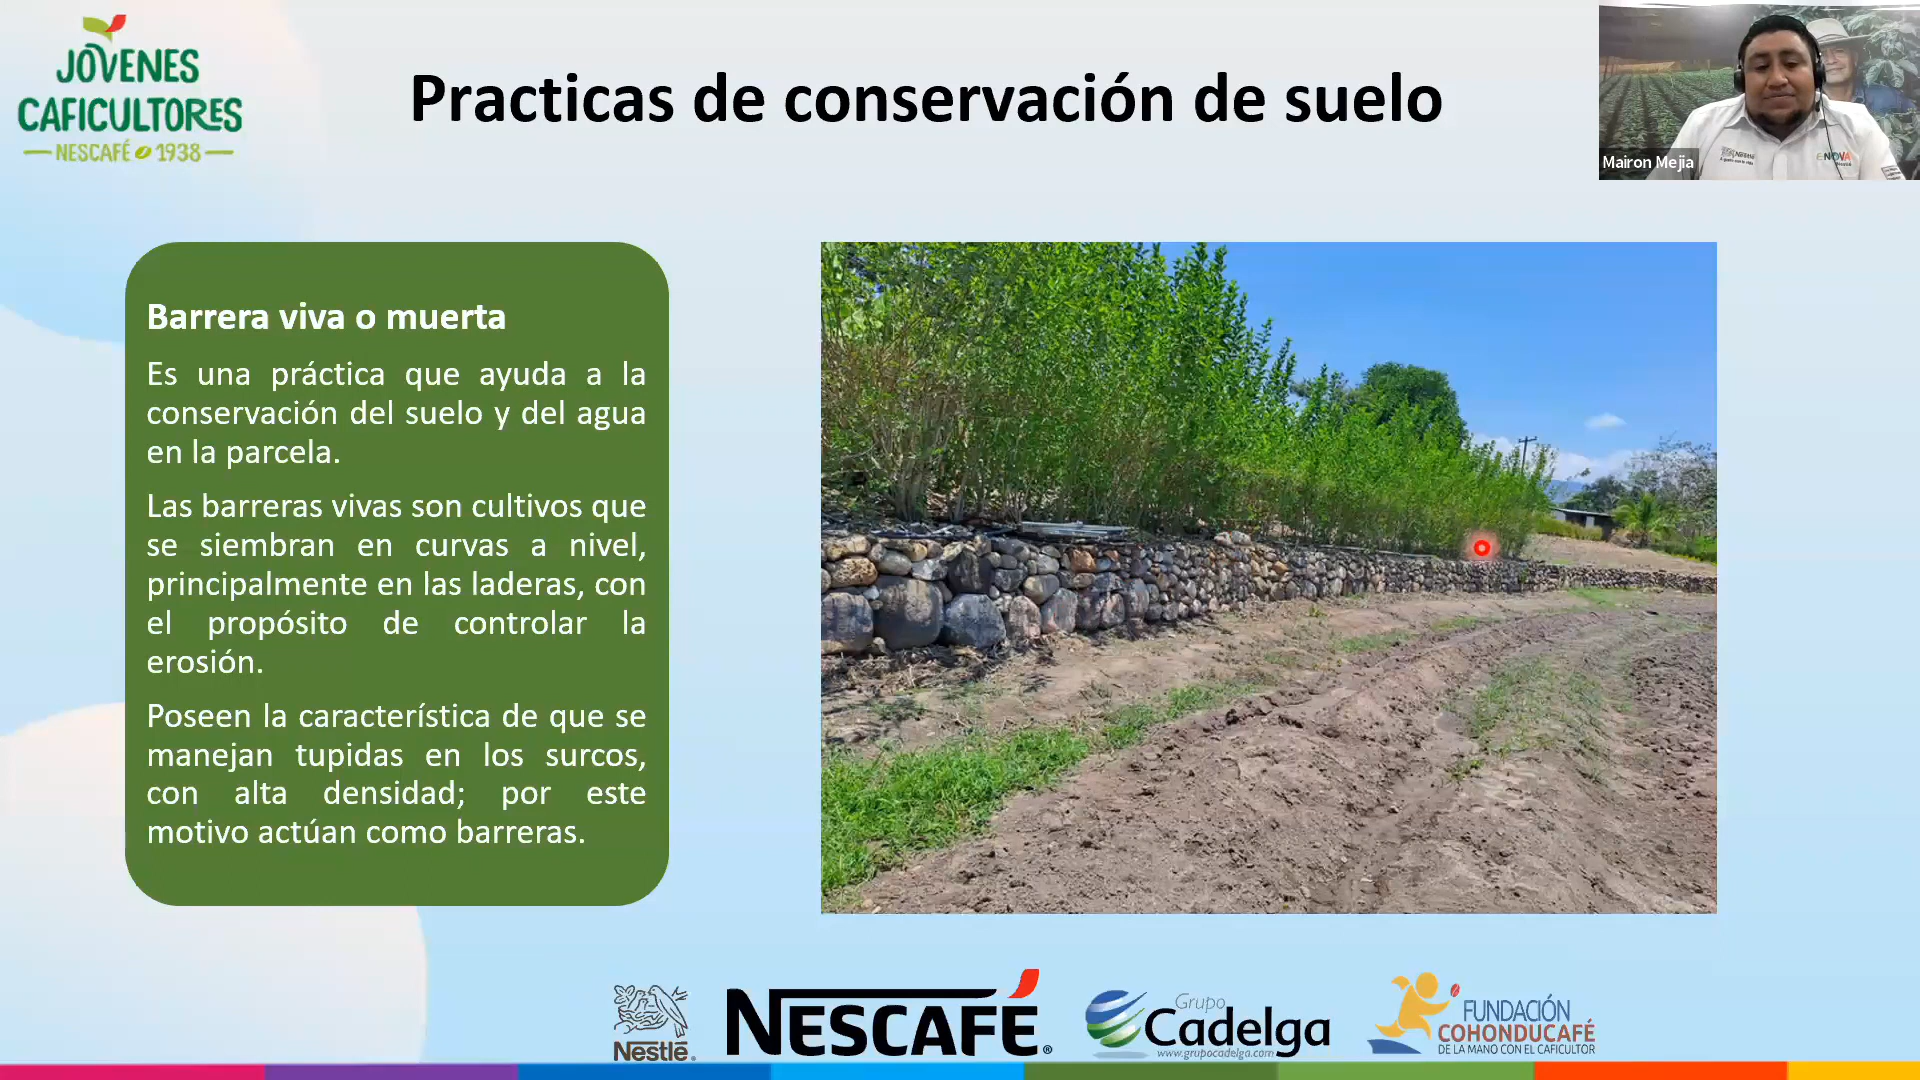 JÓVENES
CAFICULTORES
NESCAFÉ 1938
Practicas de conservación de suelo
Mairon Mejia
ENOVA
Barrera viva o muerta
Es una práctica que ayuda a la
conservación del suelo y del agua
en la parcela.
Las barreras vivas son cultivos que
se siembran en curvas a nivel,
principalmente en las laderas, con
el propósito de controlar la
erosión.
Poseen la característica de que se
manejan tupidas en los surcos,
con alta densidad; por este
motivo actúan como barreras.
Nestlé.
NESCAFÉ®
Grupo
Cadelga
www.grupocadelga.com
FUNDACIÓN
COHONDUCAFÉ
DE LA MANO CON EL CAFICULTOR